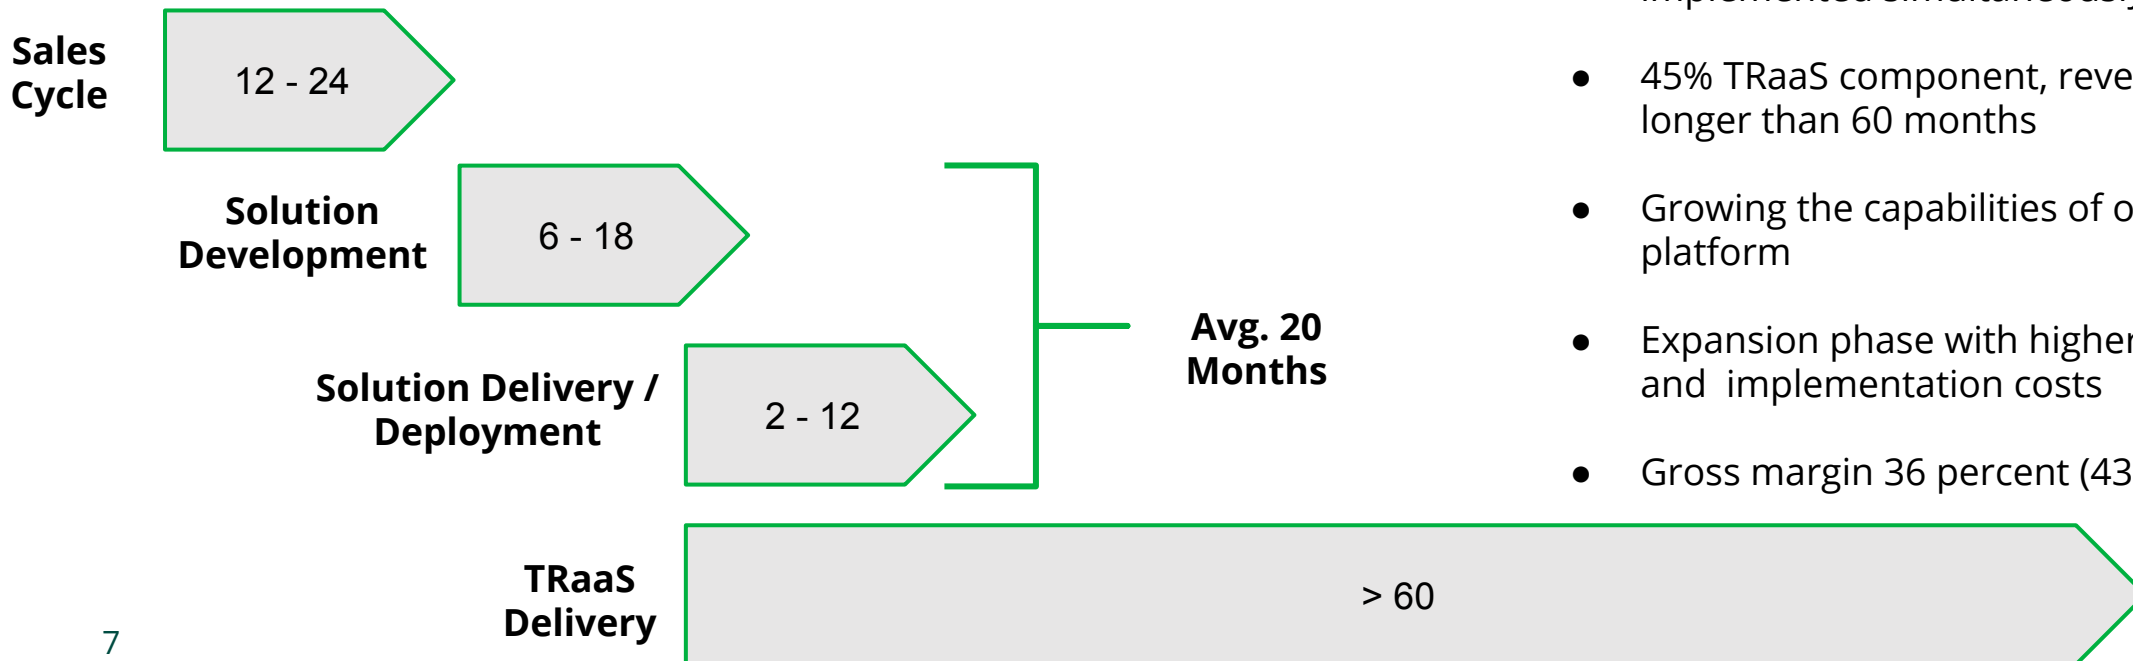 Sales
Cycle
12 - 24
Solution
Development
6 - 18
Solution Delivery /
Deployment
2 - 12
Avg. 20
Months
TRaaS
Delivery
> 60
implemented simultaneously
● 45% TRaaS component,
longer than 60 months
● Growing the capabilities of
platform
● Expansion phase with higher
and implementation costs
● Gross margin 36 percent (43
7